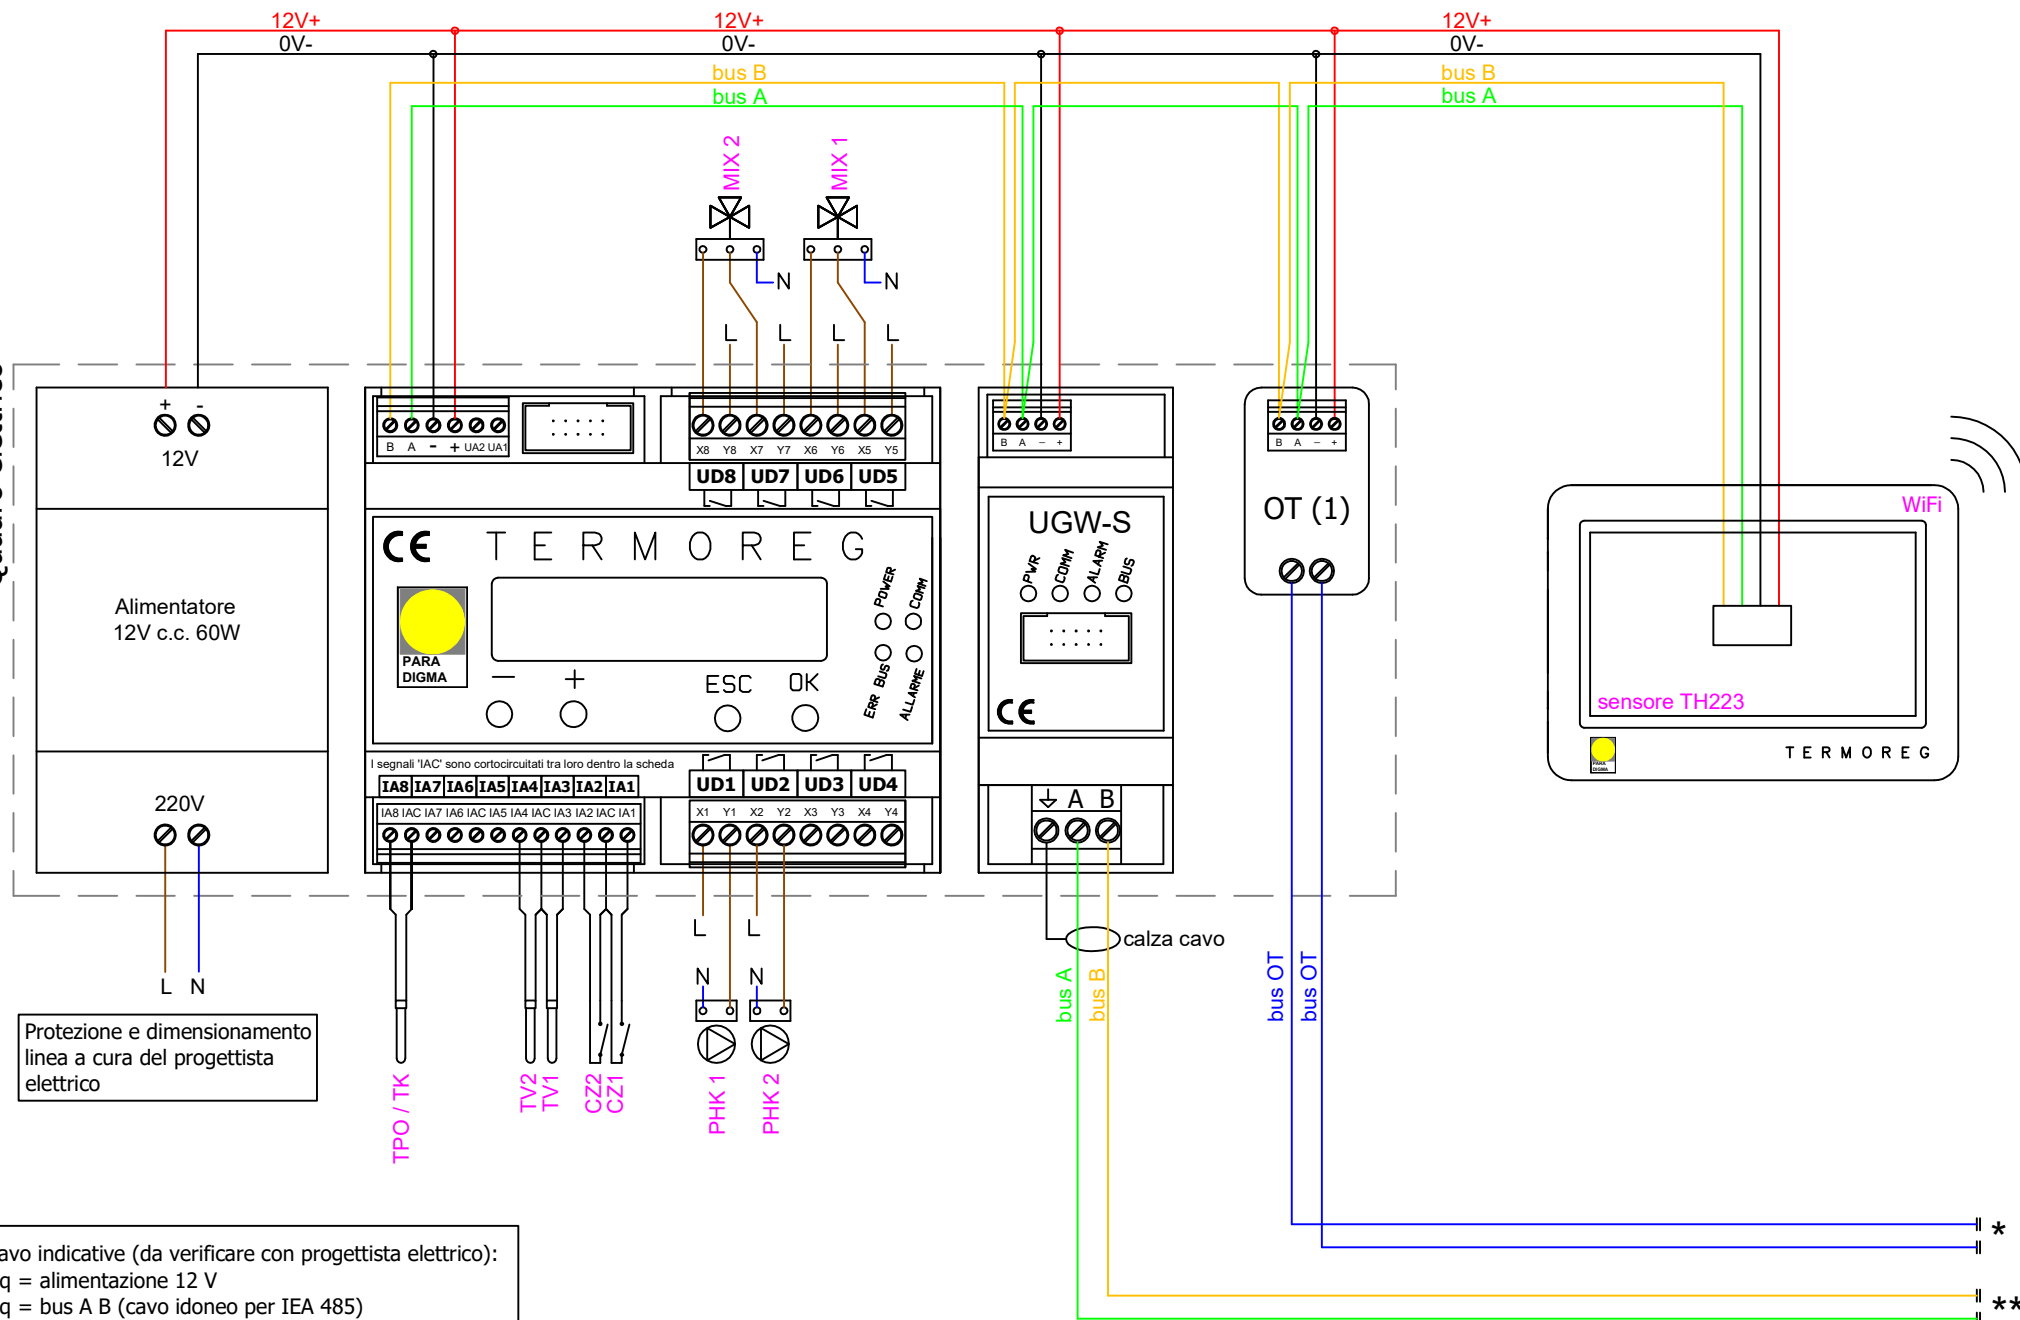 12V+
12V+
12V+
0V-
0V-
0V-
bus B
bus B
bus A
bus A
MIX 2
MIX 1
N
N
L
L
L
L
+ -
12V
Alimentatore
12V c.c. 60W
220V
L N
Protezione e dimensionamento
linea a cura del progettista
elettrico
B A - + UA2 UA1
X8 Y8 X7 Y7 X6 Y6 X5 Y5
UD8 UD7 UD6 UD5
CE TERMOREG
PARA
DIGMA
POWER
COMM
ERR BUS
ALLARME
— + ESC OK
I segnali 'IAC' sono cortocircuitati tra loro dentro la scheda
IA8 IA7 IA6 IA5 IA4 IA3 IA2 IA1
IA8 IAC IA7 IA6 IAC IA5 IA4 IAC IA3 IA2 IAC IA1
UD1 UD2 UD3 UD4
X1 Y1 X2 Y2 X3 Y3 X4 Y4
L L
N N
TPO / TK
TV2
TV1
CZ2
CZ1
PHK 1
PHK 2
B A – +
UGW-S
PWR
COMM
ALARM
BUS
CE
A B
calza cavo
bus A
bus B
B A – +
OT (1)
bus OT
bus OT
WiFi
sensore TH223
PARA
DIGMA
TERMOREG
*
**
avo indicative (da verificare con progettista elettrico):
q = alimentazione 12 V
q = bus A B (cavo idoneo per IEA 485)